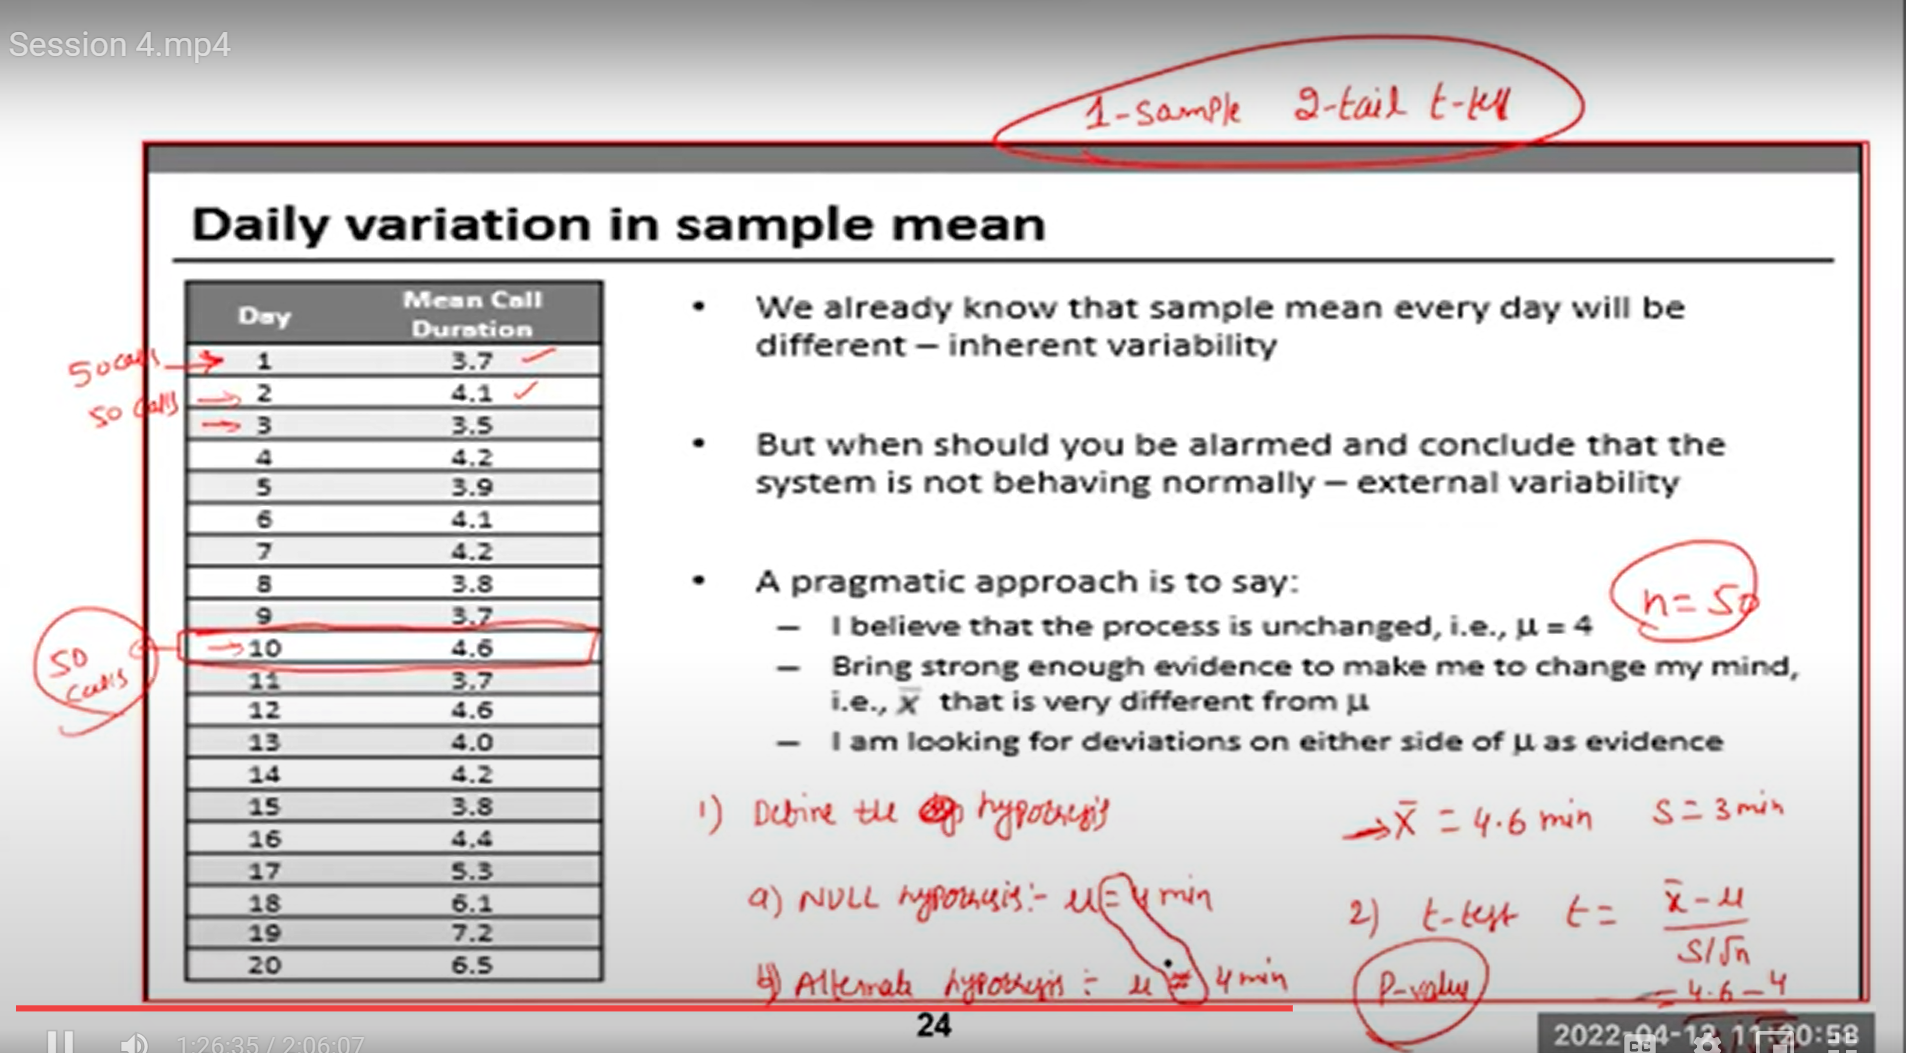 Session 4.mp4
1-sample 2-tail t-test
Daily variation in sample mean
Day Mean Call Duration
1 3.7
2 4.1
3 3.5
4 4.2
5 3.9
6 4.1
7 4.2
8 3.8
9 3.7
10 4.6
11 3.7
12 4.6
13 4.0
14 4.2
15 3.8
16 4.4
17 5.3
18 6.1
19 7.2
20 6.5
50 calls
50 calls
50
calls
• We already know that sample mean every day will be
different – inherent variability
• But when should you be alarmed and conclude that the
system is not behaving normally – external variability
• A pragmatic approach is to say:
– I believe that the process is unchanged, i.e., μ = 4
– Bring strong enough evidence to make me to change my mind,
i.e., x̄ that is very different from μ
– I am looking for deviations on either side of μ as evidence
n = 50
1) Define the hypothesis
a) NULL hypothesis:- μ = 4 min
b) Alternate hypothesis :- μ ≠ 4 min
→ x̄ = 4.6 min S = 3 min
2) t-test t = x̄ - μ
S/√n
= 4.6 - 4
P-value
24
2022-04-13 11:20:58
1:26:35 / 2:06:07
CC